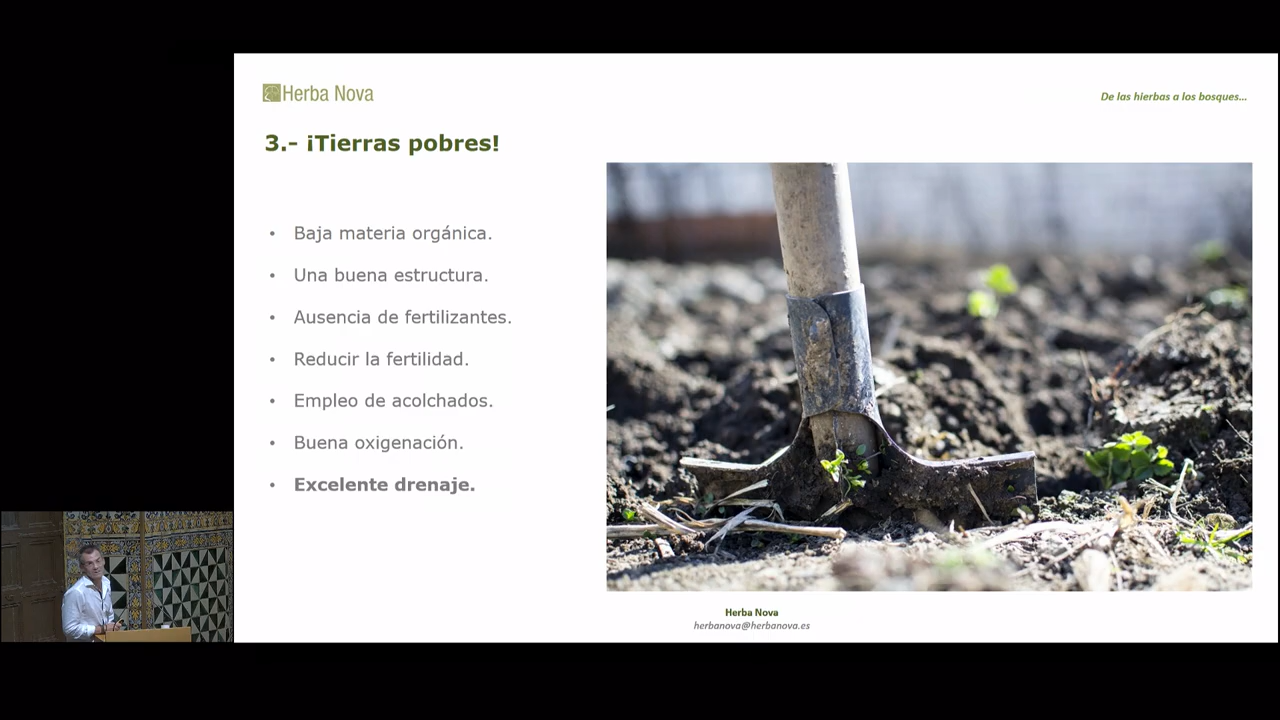 Herba Nova
De las hierbas a los bosques...
3.- ¡Tierras pobres!
• Baja materia orgánica.
• Una buena estructura.
• Ausencia de fertilizantes.
• Reducir la fertilidad.
• Empleo de acolchados.
• Buena oxigenación.
• Excelente drenaje.
Herba Nova
herbanova@herbanova.es